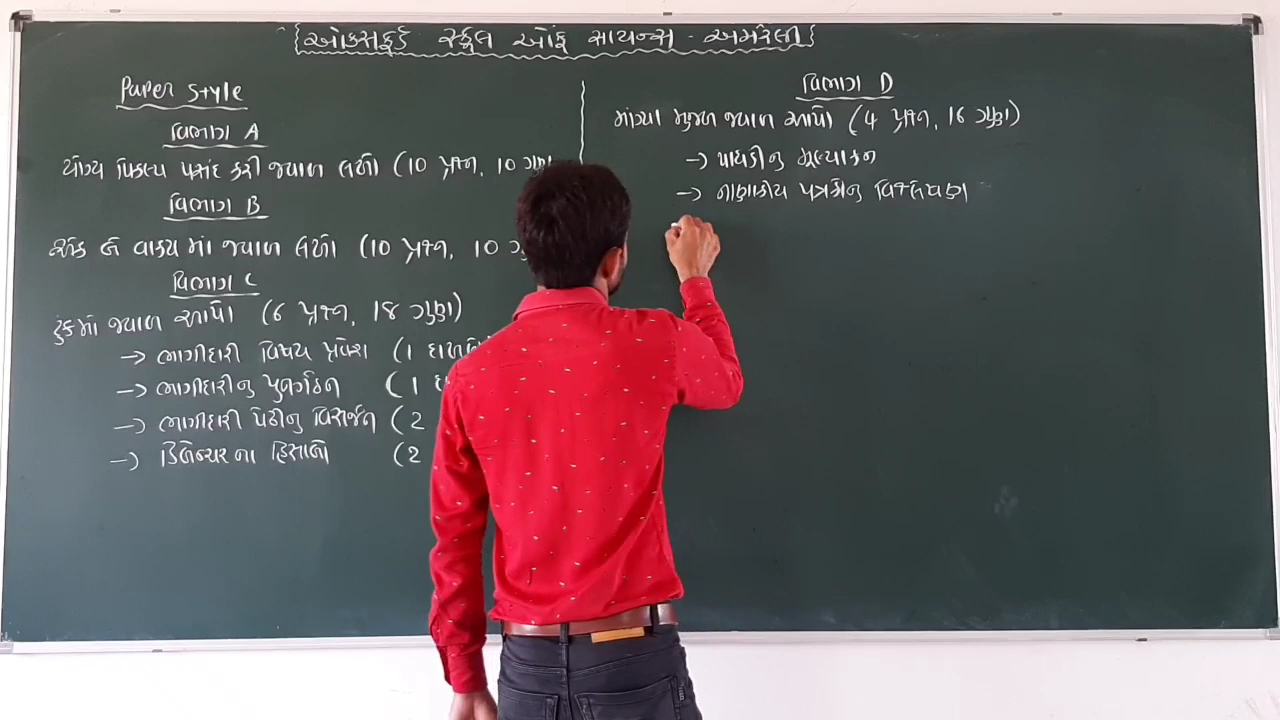 {ઓક્સફર્ડ સ્કુલ ઓફ સાયન્સ - અમરેલી}
Paper Style
વિભાગ A
યોગ્ય વિકલ્પ પસંદ કરી જવાબ લખો (10 પ્રશ્ન, 10 ગુણ
વિભાગ B
એક બે વાક્ય માં જવાબ લખો (10 પ્રશ્ન, 10 ગુ
વિભાગ C
ટુંકમાં જવાબ આપો (6 પ્રશ્ન, 18 ગુણ)
→ ભાગીદારી વિષય પ્રવેશ (1 દાખલો
→ ભાગીદારીનુ પુનર્ગઠન (1
→ ભાગીદારી પેઢીનુ વિસર્જન (2
→ ડિબેન્ચરના હિસાબો (2
વિભાગ D
માંગ્યા મુજબ જવાબ આપો (4 પ્રશ્ન, 16 ગુણ)
→ પાઘડીનુ મુલ્યાકન
→ નાણાકીય પત્રકોનુ વિશ્લેષણ